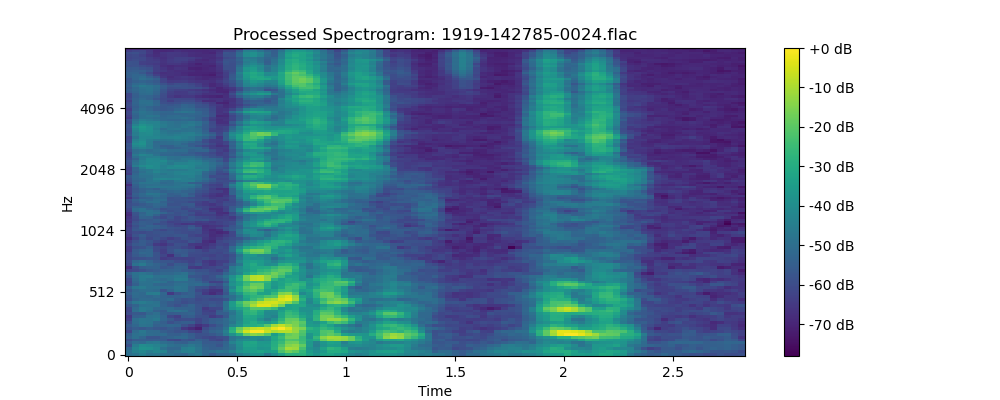 Processed Spectrogram: 1919-142785-0024.flac
Hz
4096
2048
1024
512
0
0 0.5 1 1.5 2 2.5
Time
+0 dB
-10 dB
-20 dB
-30 dB
-40 dB
-50 dB
-60 dB
-70 dB